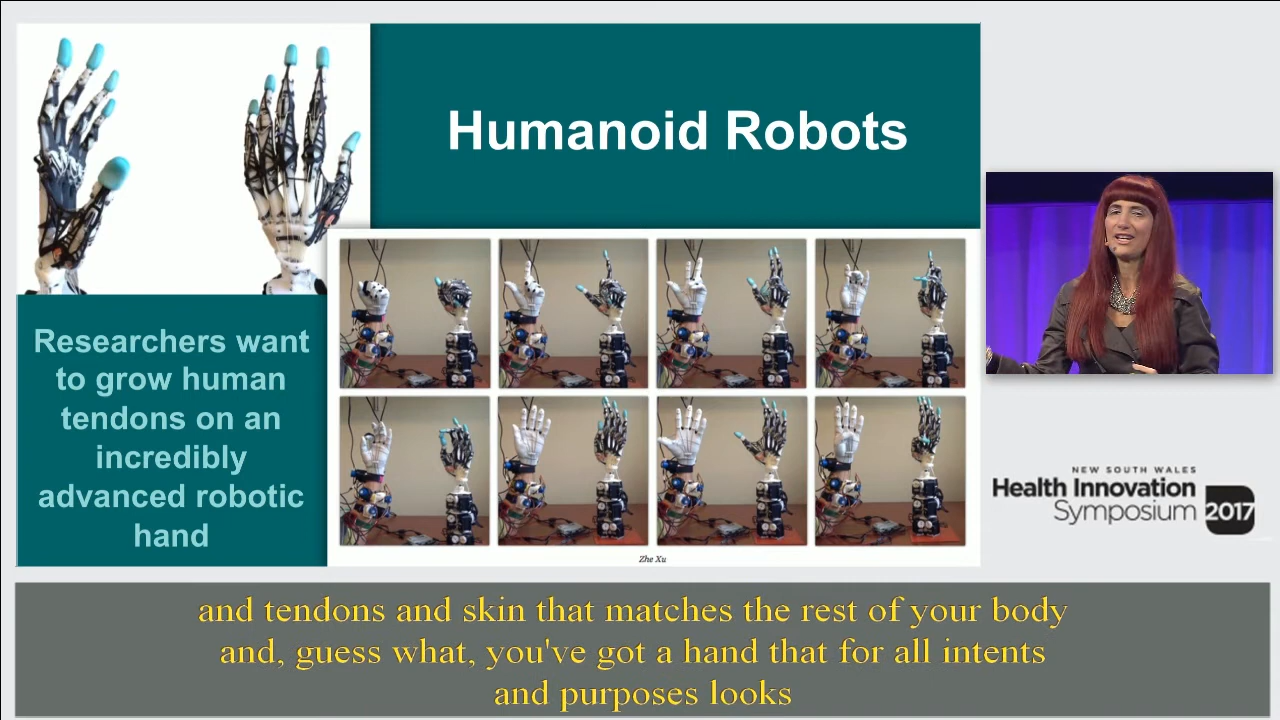 Humanoid Robots
Researchers want
to grow human
tendons on an
incredibly
advanced robotic
hand
Zhe Xu
NEW SOUTH WALES
Health Innovation
Symposium 2017
and tendons and skin that matches the rest of your body
and, guess what, you've got a hand that for all intents
and purposes looks